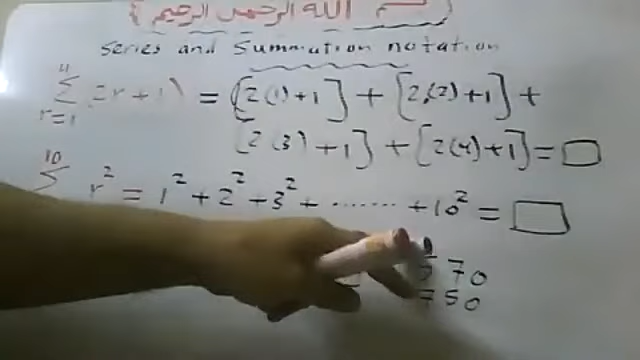 { بسم الله الرحمن الرحيم }
Series and Summation notation
4
∑ (2r + 1) = [2(1)+1] + [2(2)+1] +
r=1
[2(3)+1] + [2(4)+1] = □
10
∑ r² = 1² + 2² + 3² + ........ + 10² = □
70
750